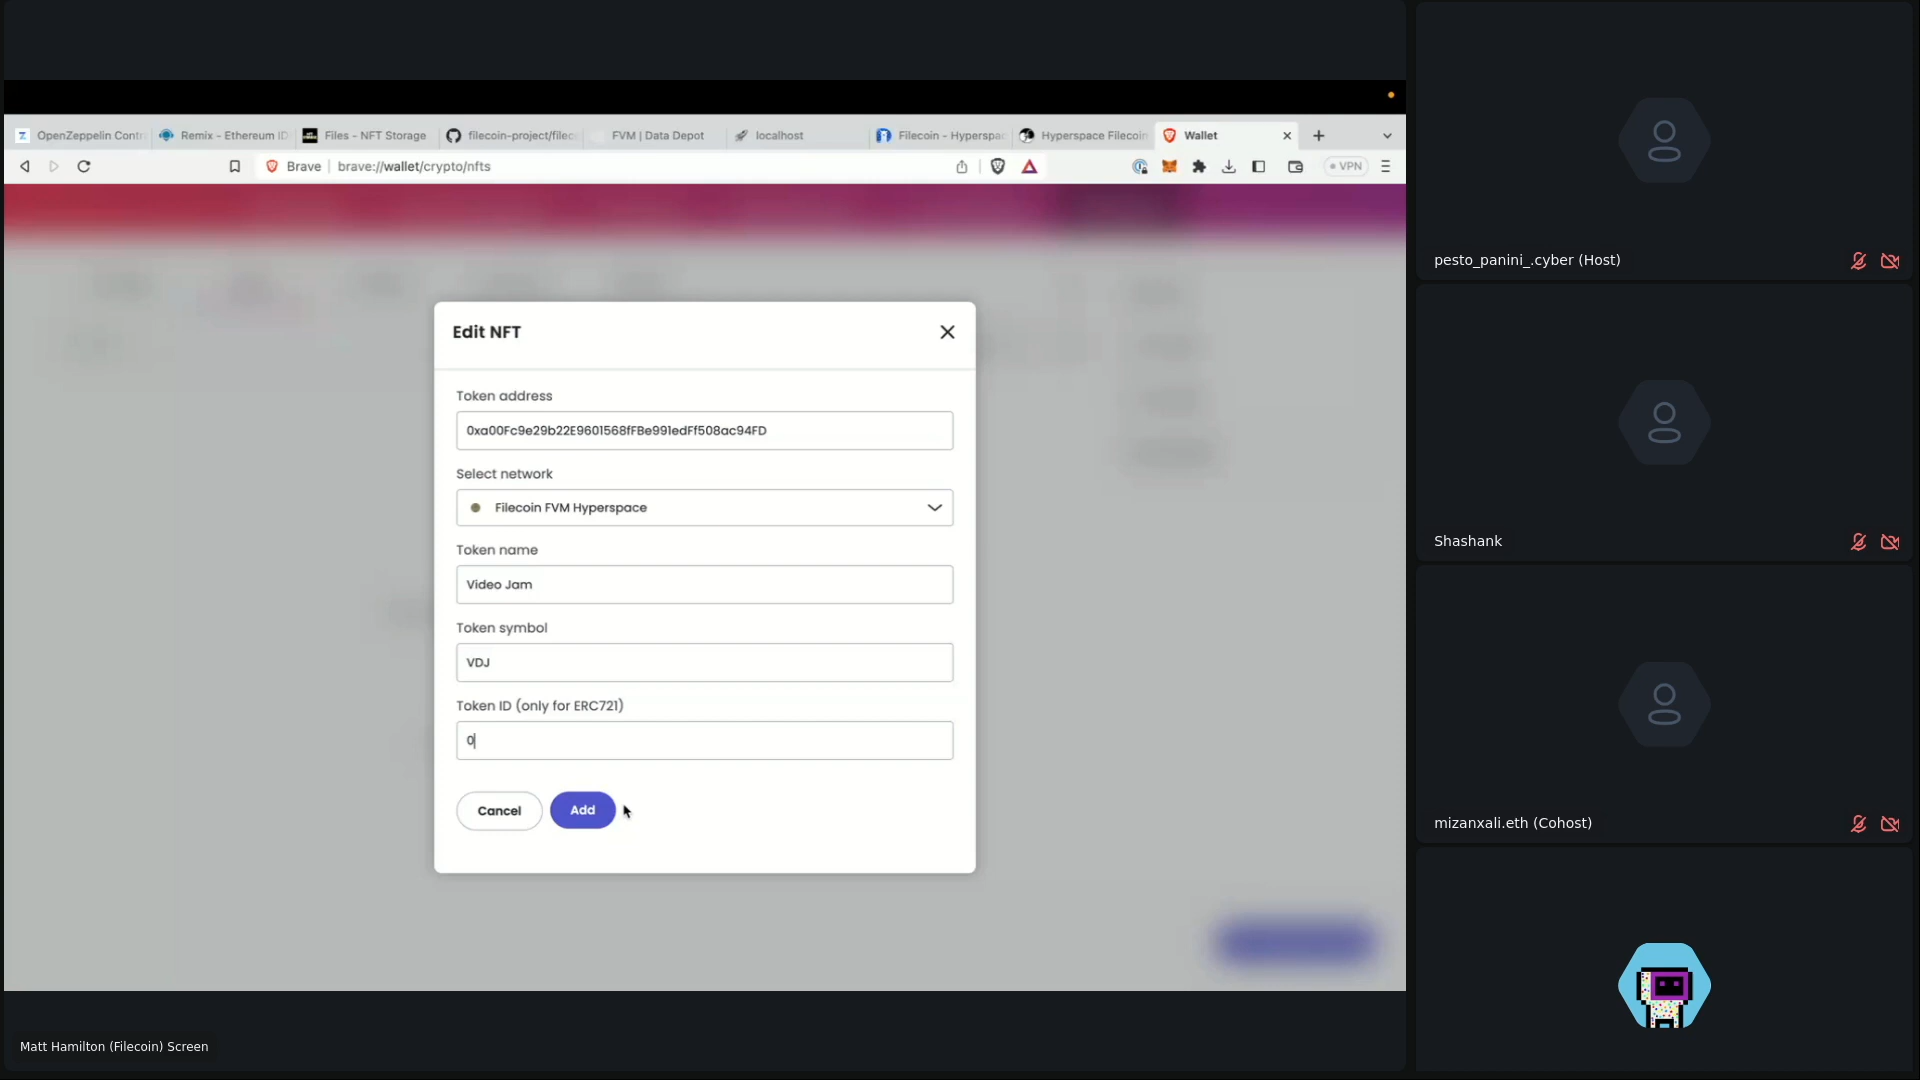 OpenZeppelin Contr
Remix - Ethereum ID
Files - NFT Storage
filecoin-project/filec
FVM | Data Depot
localhost
Filecoin - Hyperspac
Hyperspace Filecoin
Wallet
Brave
brave://wallet/crypto/nfts
VPN
Edit NFT
Token address
0xa00Fc9e29b22E9601568fFBe991edFf508ac94FD
Select network
Filecoin FVM Hyperspace
Token name
Video Jam
Token symbol
VDJ
Token ID (only for ERC721)
0
Cancel
Add
Matt Hamilton (Filecoin) Screen
pesto_panini_.cyber (Host)
Shashank
mizanxali.eth (Cohost)